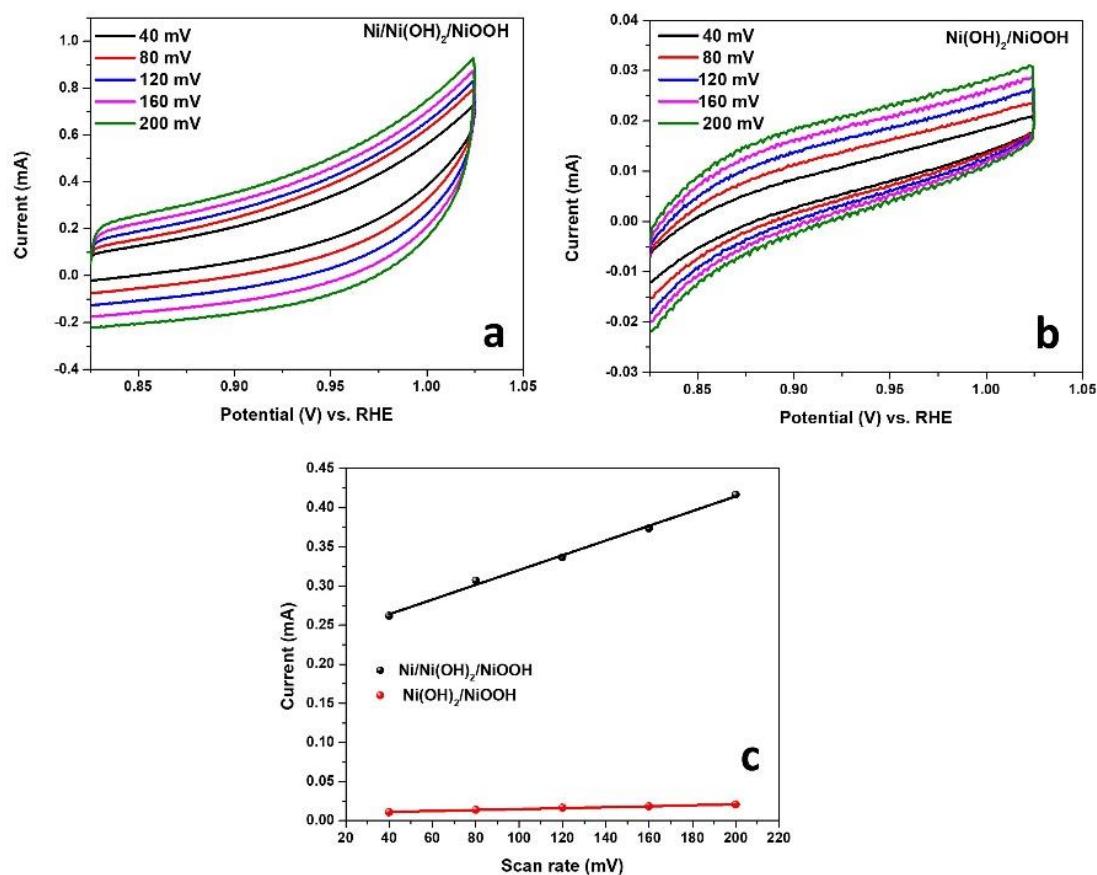 Ni/Ni(OH)₂/NiOOH
40 mV
80 mV
120 mV
160 mV
200 mV
1.0
0.8
0.6
0.4
0.2
0.0
-0.2
-0.4
Current (mA)
0.85
0.90
0.95
1.00
1.05
Potential (V) vs. RHE
a
Ni(OH)₂/NiOOH
40 mV
80 mV
120 mV
160 mV
200 mV
0.04
0.03
0.02
0.01
0.00
-0.01
-0.02
-0.03
Current (mA)
0.85
0.90
0.95
1.00
1.05
Potential (V) vs. RHE
b
0.45
0.40
0.35
0.30
0.25
0.20
0.15
0.10
0.05
0.00
Current (mA)
Ni/Ni(OH)₂/NiOOH
Ni(OH)₂/NiOOH
c
20 40 60 80 100 120 140 160 180 200 220
Scan rate (mV)